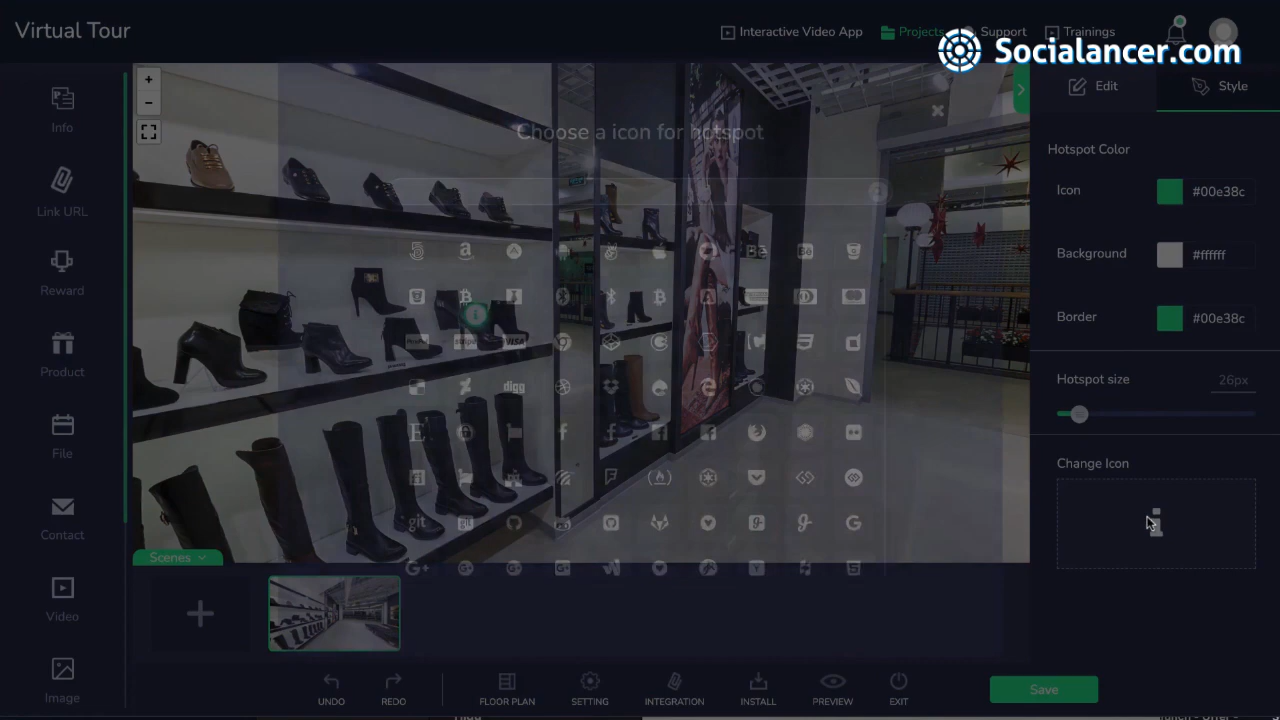 Virtual Tour
Interactive Video App
Projects
Support
Trainings
Socialancer.com
Info
Link URL
Reward
Product
File
Contact
Video
Image
+
−
Choose a icon for hotspot
Edit
Style
Hotspot Color
Icon
#00e38c
Background
#ffffff
Border
#00e38c
Hotspot size
26px
Change Icon
digg
git
Scenes
UNDO
REDO
FLOOR PLAN
SETTING
INTEGRATION
INSTALL
PREVIEW
EXIT
Save